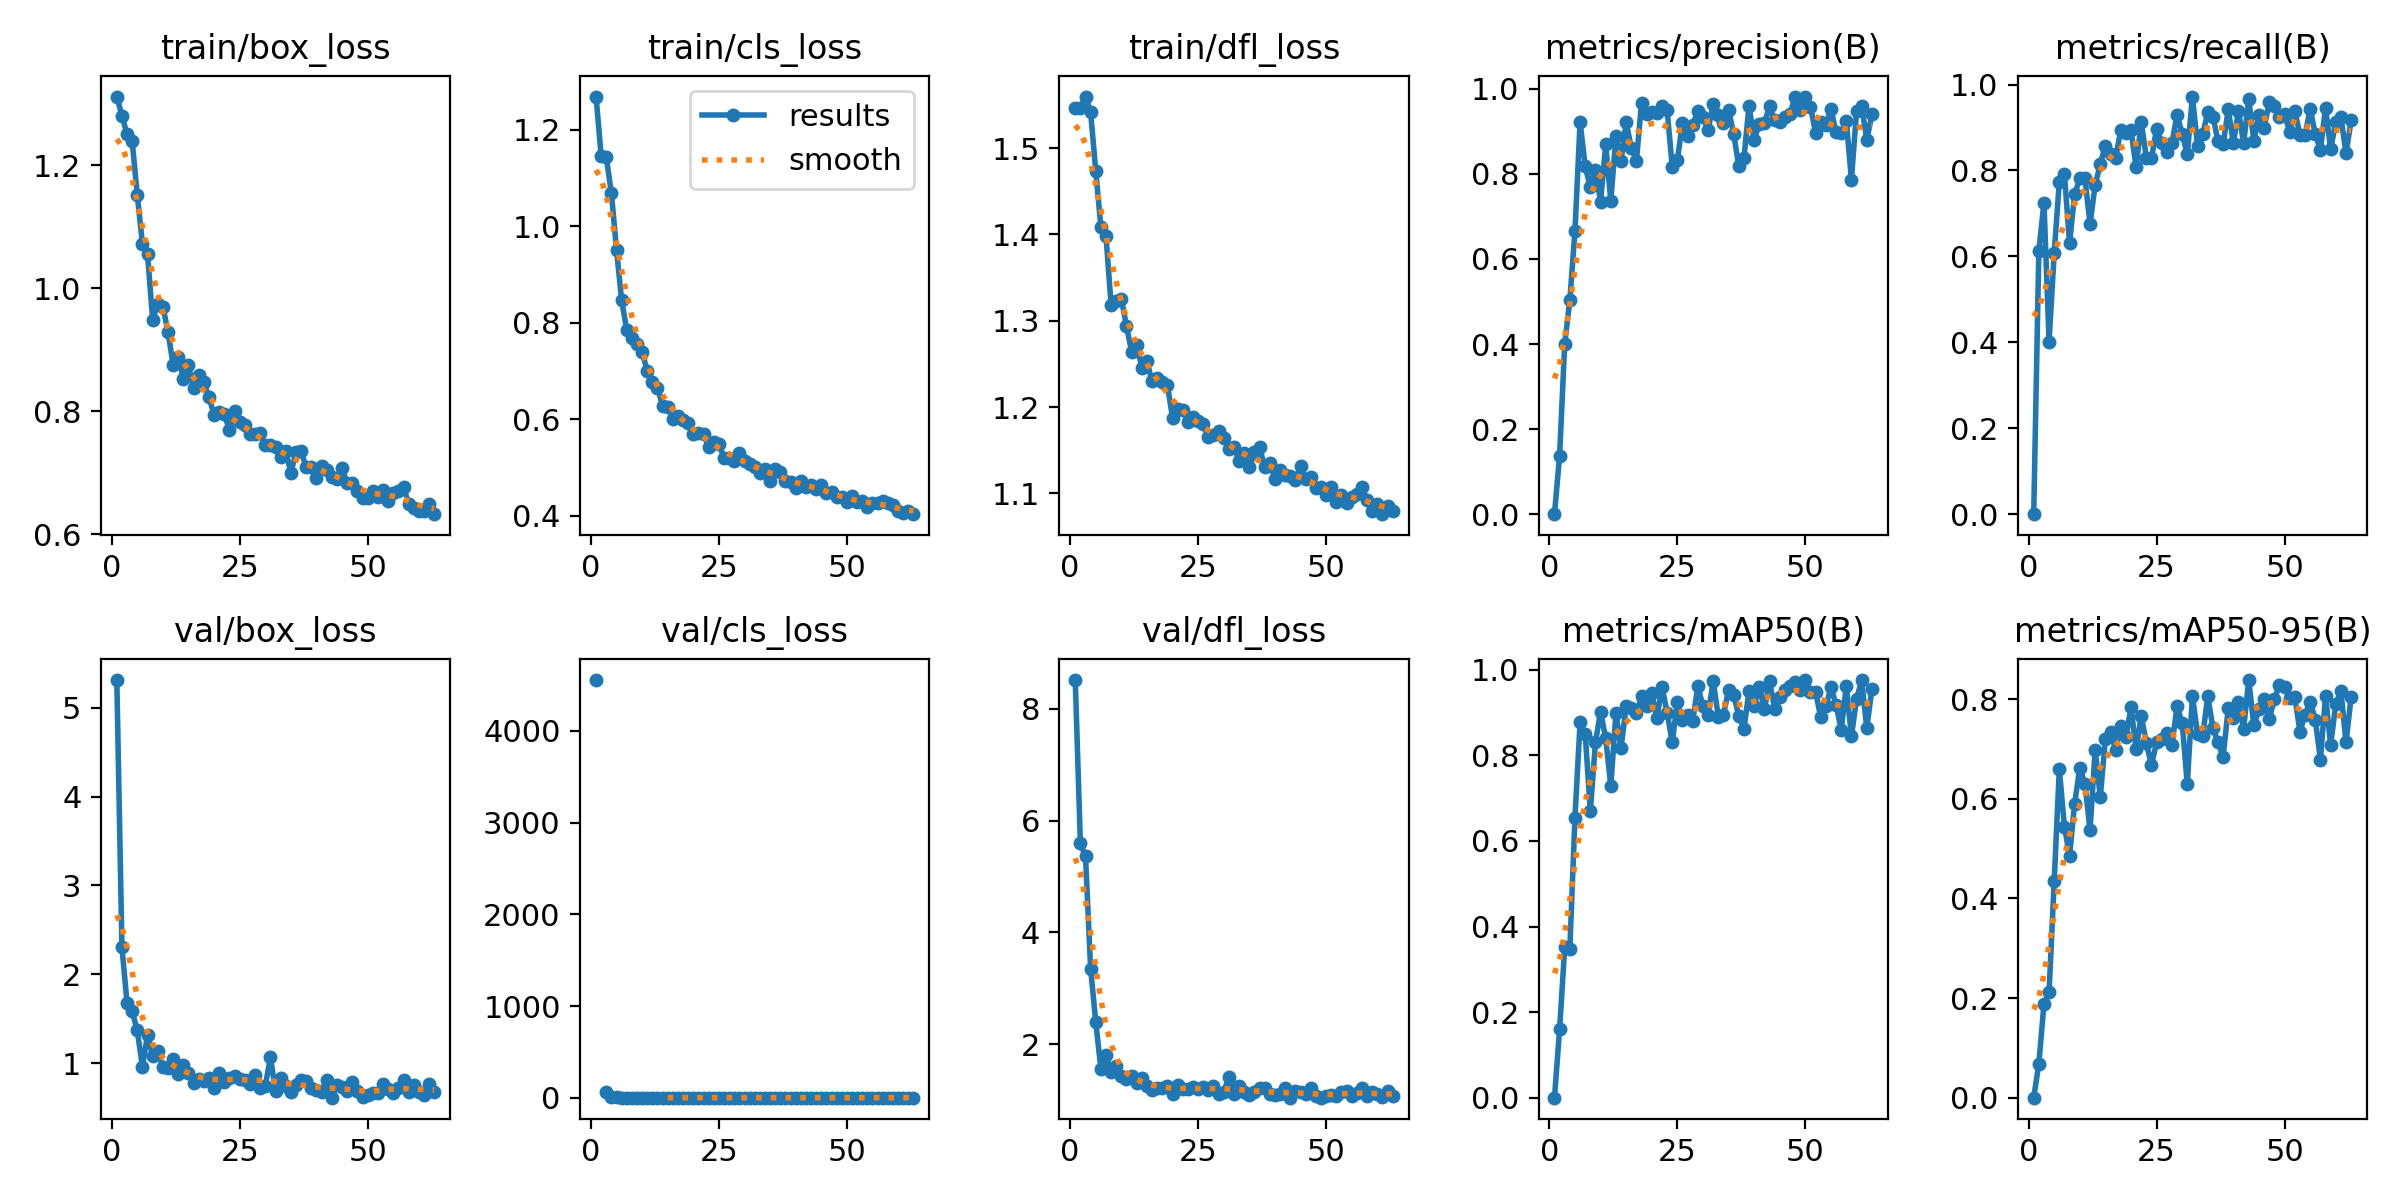 train/box_loss
1.2
1.0
0.8
0.6
0 25 50
train/cls_loss
results
smooth
1.2
1.0
0.8
0.6
0.4
0 25 50
train/dfl_loss
1.5
1.4
1.3
1.2
1.1
0 25 50
metrics/precision(B)
1.0
0.8
0.6
0.4
0.2
0.0
0 25 50
metrics/recall(B)
1.0
0.8
0.6
0.4
0.2
0.0
0 25 50
val/box_loss
5
4
3
2
1
0 25 50
val/cls_loss
4000
3000
2000
1000
0
0 25 50
val/dfl_loss
8
6
4
2
0 25 50
metrics/mAP50(B)
1.0
0.8
0.6
0.4
0.2
0.0
0 25 50
metrics/mAP50-95(B)
0.8
0.6
0.4
0.2
0.0
0 25 50